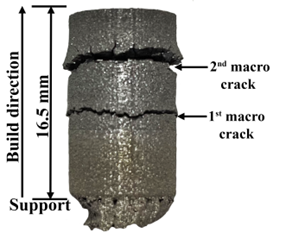 Build direction
16.5 mm
2nd macro
crack
1st macro
crack
Support